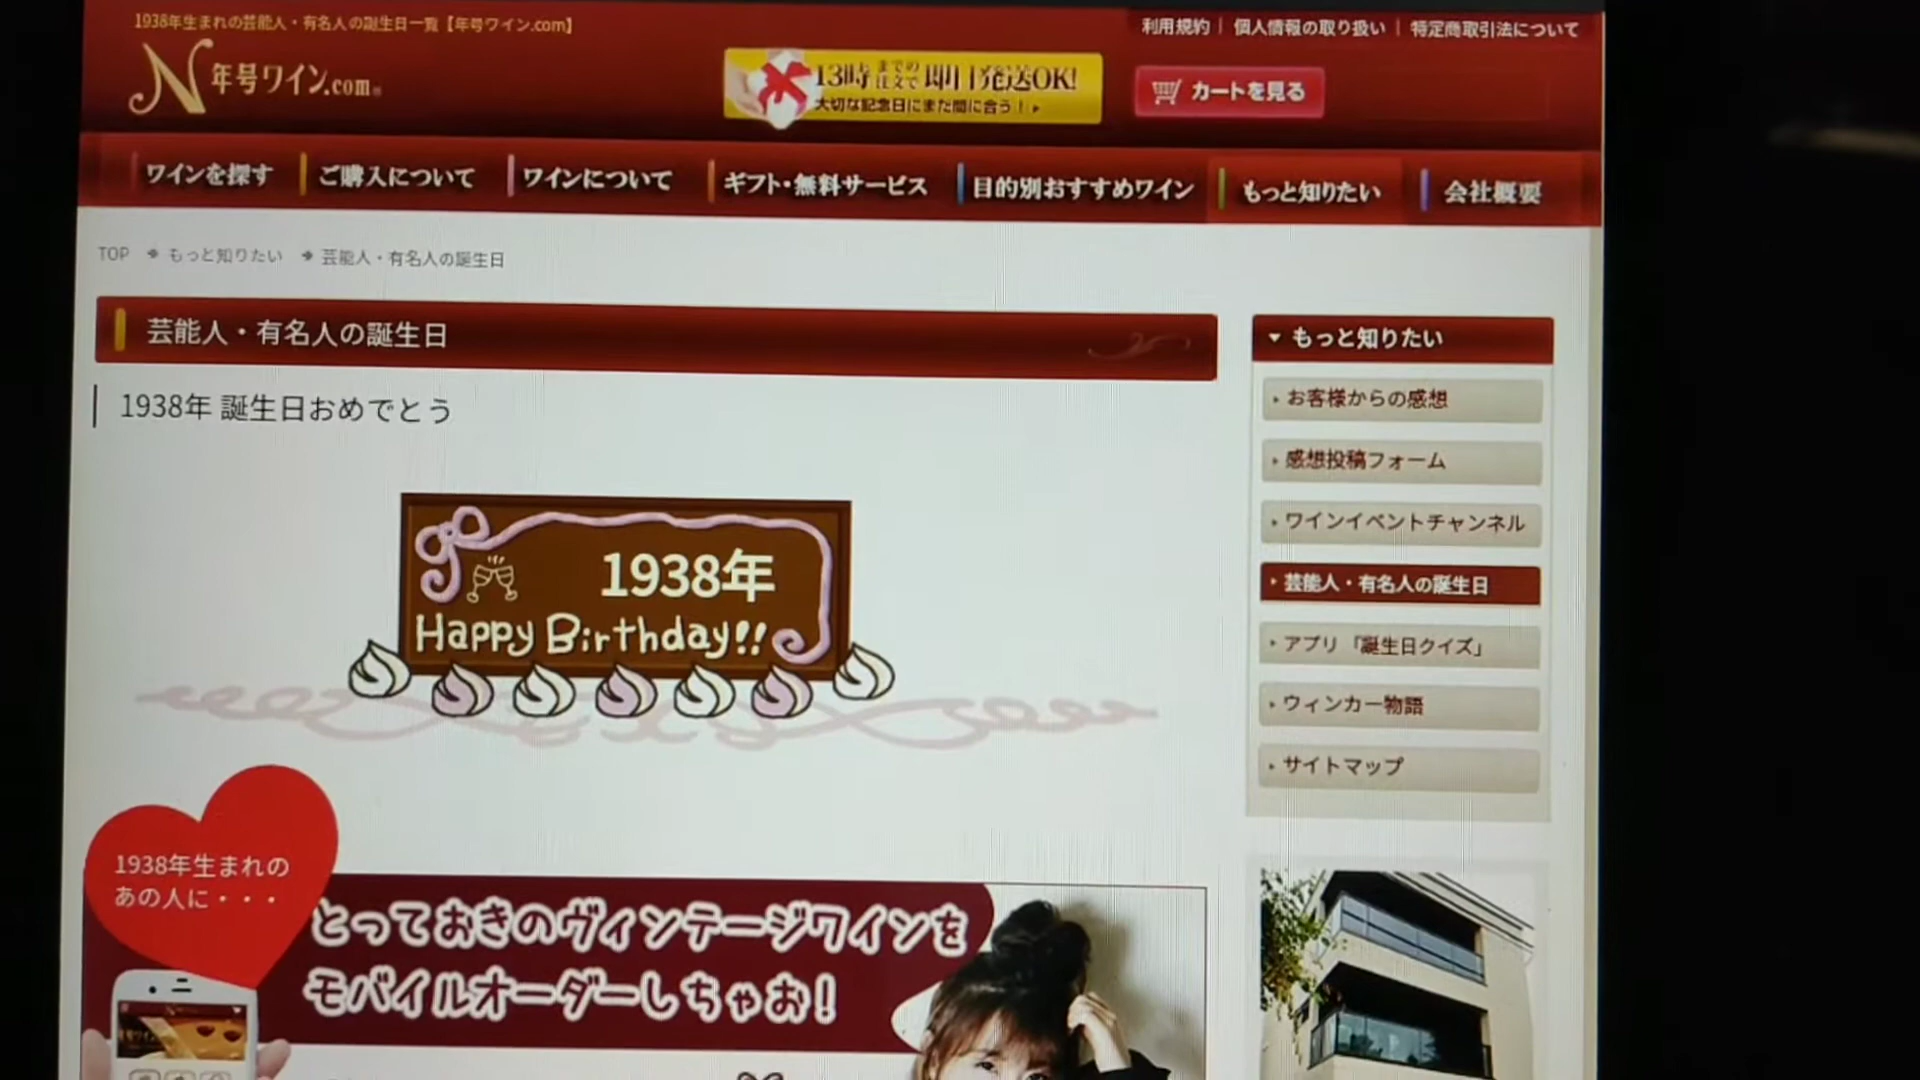 1938年生まれの芸能人・有名人の誕生日一覧【年号ワイン.com】
利用規約 | 個人情報の取り扱い | 特定商取引法について
N 年号ワイン.com
13時までの注文で即日発送OK!
大切な記念日にまだ間に合う!
カートを見る
ワインを探す ご購入について ワインについて ギフト・無料サービス 目的別おすすめワイン もっと知りたい 会社概要
TOP もっと知りたい 芸能人・有名人の誕生日
芸能人・有名人の誕生日
1938年 誕生日おめでとう
1938年
Happy Birthday!!
1938年生まれの
あの人に・・・
とっておきのヴィンテージワインを
モバイルオーダーしちゃお!
もっと知りたい
お客様からの感想
感想投稿フォーム
ワインイベントチャンネル
芸能人・有名人の誕生日
アプリ「誕生日クイズ」
ウィンカー物語
サイトマップ